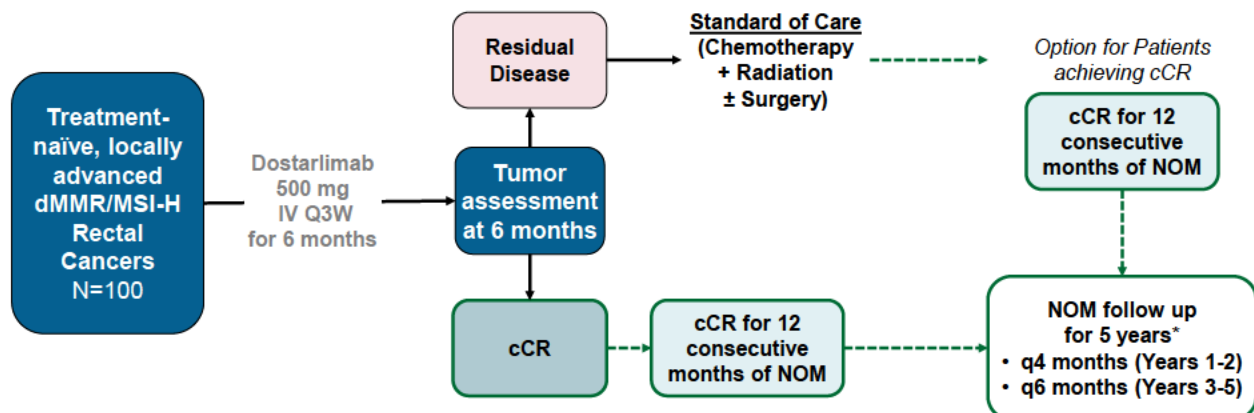 Treatment-
naïve, locally
advanced
dMMR/MSI-H
Rectal
Cancers
N=100
Dostarlimab
500 mg
IV Q3W
for 6 months
Tumor
assessment
at 6 months
Residual
Disease
Standard of Care
(Chemotherapy
+ Radiation
± Surgery)
Option for Patients
achieving cCR
cCR for 12
consecutive
months of NOM
cCR
cCR for 12
consecutive
months of NOM
NOM follow up
for 5 years*
• q4 months (Years 1-2)
• q6 months (Years 3-5)